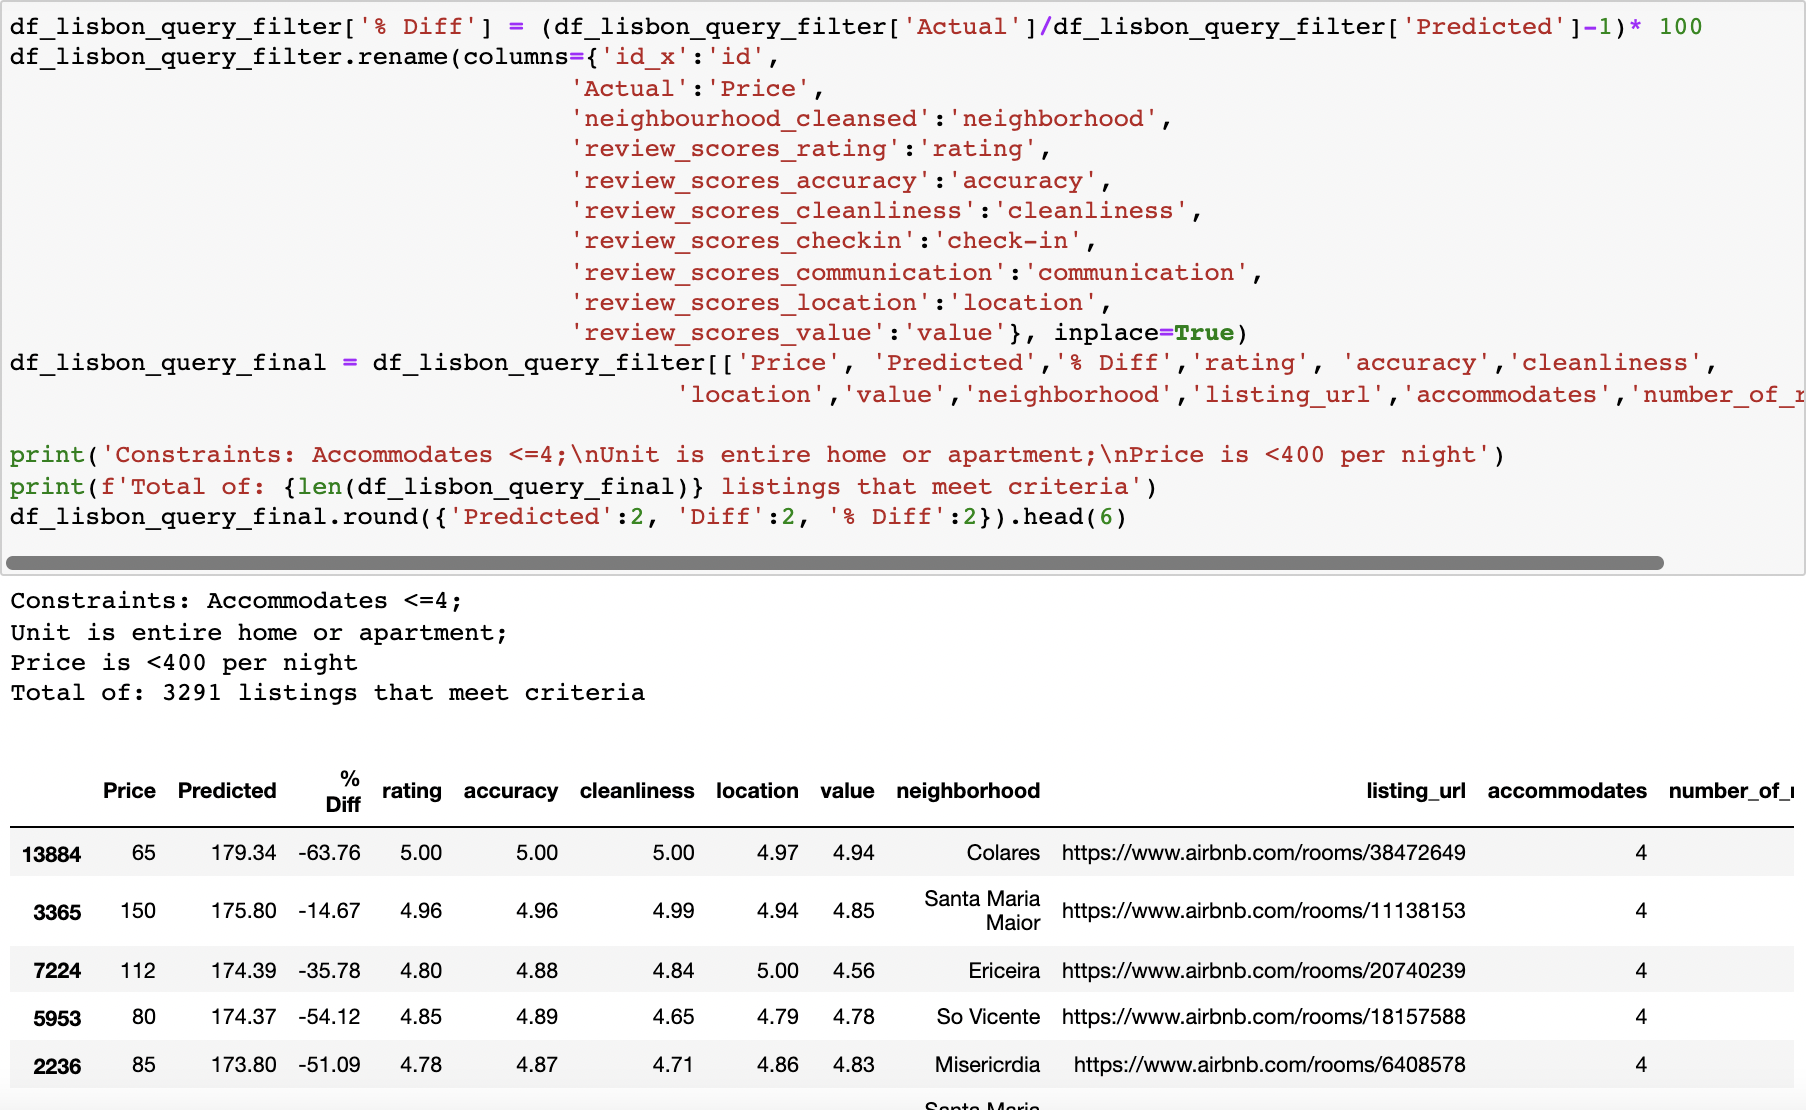 df_lisbon_query_filter['% Diff'] = (df_lisbon_query_filter['Actual']/df_lisbon_query_filter['Predicted']-1)* 100
df_lisbon_query_filter.rename(columns={'id_x':'id',
'Actual':'Price',
'neighbourhood_cleansed':'neighborhood',
'review_scores_rating':'rating',
'review_scores_accuracy':'accuracy',
'review_scores_cleanliness':'cleanliness',
'review_scores_checkin':'check-in',
'review_scores_communication':'communication',
'review_scores_location':'location',
'review_scores_value':'value'}, inplace=True)
df_lisbon_query_final = df_lisbon_query_filter[['Price', 'Predicted','% Diff','rating', 'accuracy','cleanliness',
'location','value','neighborhood','listing_url','accommodates','number_of_r
print('Constraints: Accommodates <=4;\nUnit is entire home or apartment;\nPrice is <400 per night')
print(f'Total of: {len(df_lisbon_query_final)} listings that meet criteria')
df_lisbon_query_final.round({'Predicted':2, 'Diff':2, '% Diff':2}).head(6)
Constraints: Accommodates <=4;
Unit is entire home or apartment;
Price is <400 per night
Total of: 3291 listings that meet criteria
Price Predicted % Diff rating accuracy cleanliness location value neighborhood listing_url accommodates number_of_r
13884 65 179.34 -63.76 5.00 5.00 5.00 4.97 4.94 Colares https://www.airbnb.com/rooms/38472649 4
3365 150 175.80 -14.67 4.96 4.96 4.99 4.94 4.85 Santa Maria Maior https://www.airbnb.com/rooms/11138153 4
7224 112 174.39 -35.78 4.80 4.88 4.84 5.00 4.56 Ericeira https://www.airbnb.com/rooms/20740239 4
5953 80 174.37 -54.12 4.85 4.89 4.65 4.79 4.78 So Vicente https://www.airbnb.com/rooms/18157588 4
2236 85 173.80 -51.09 4.78 4.87 4.71 4.86 4.83 Misericrdia https://www.airbnb.com/rooms/6408578 4
Santa Maria